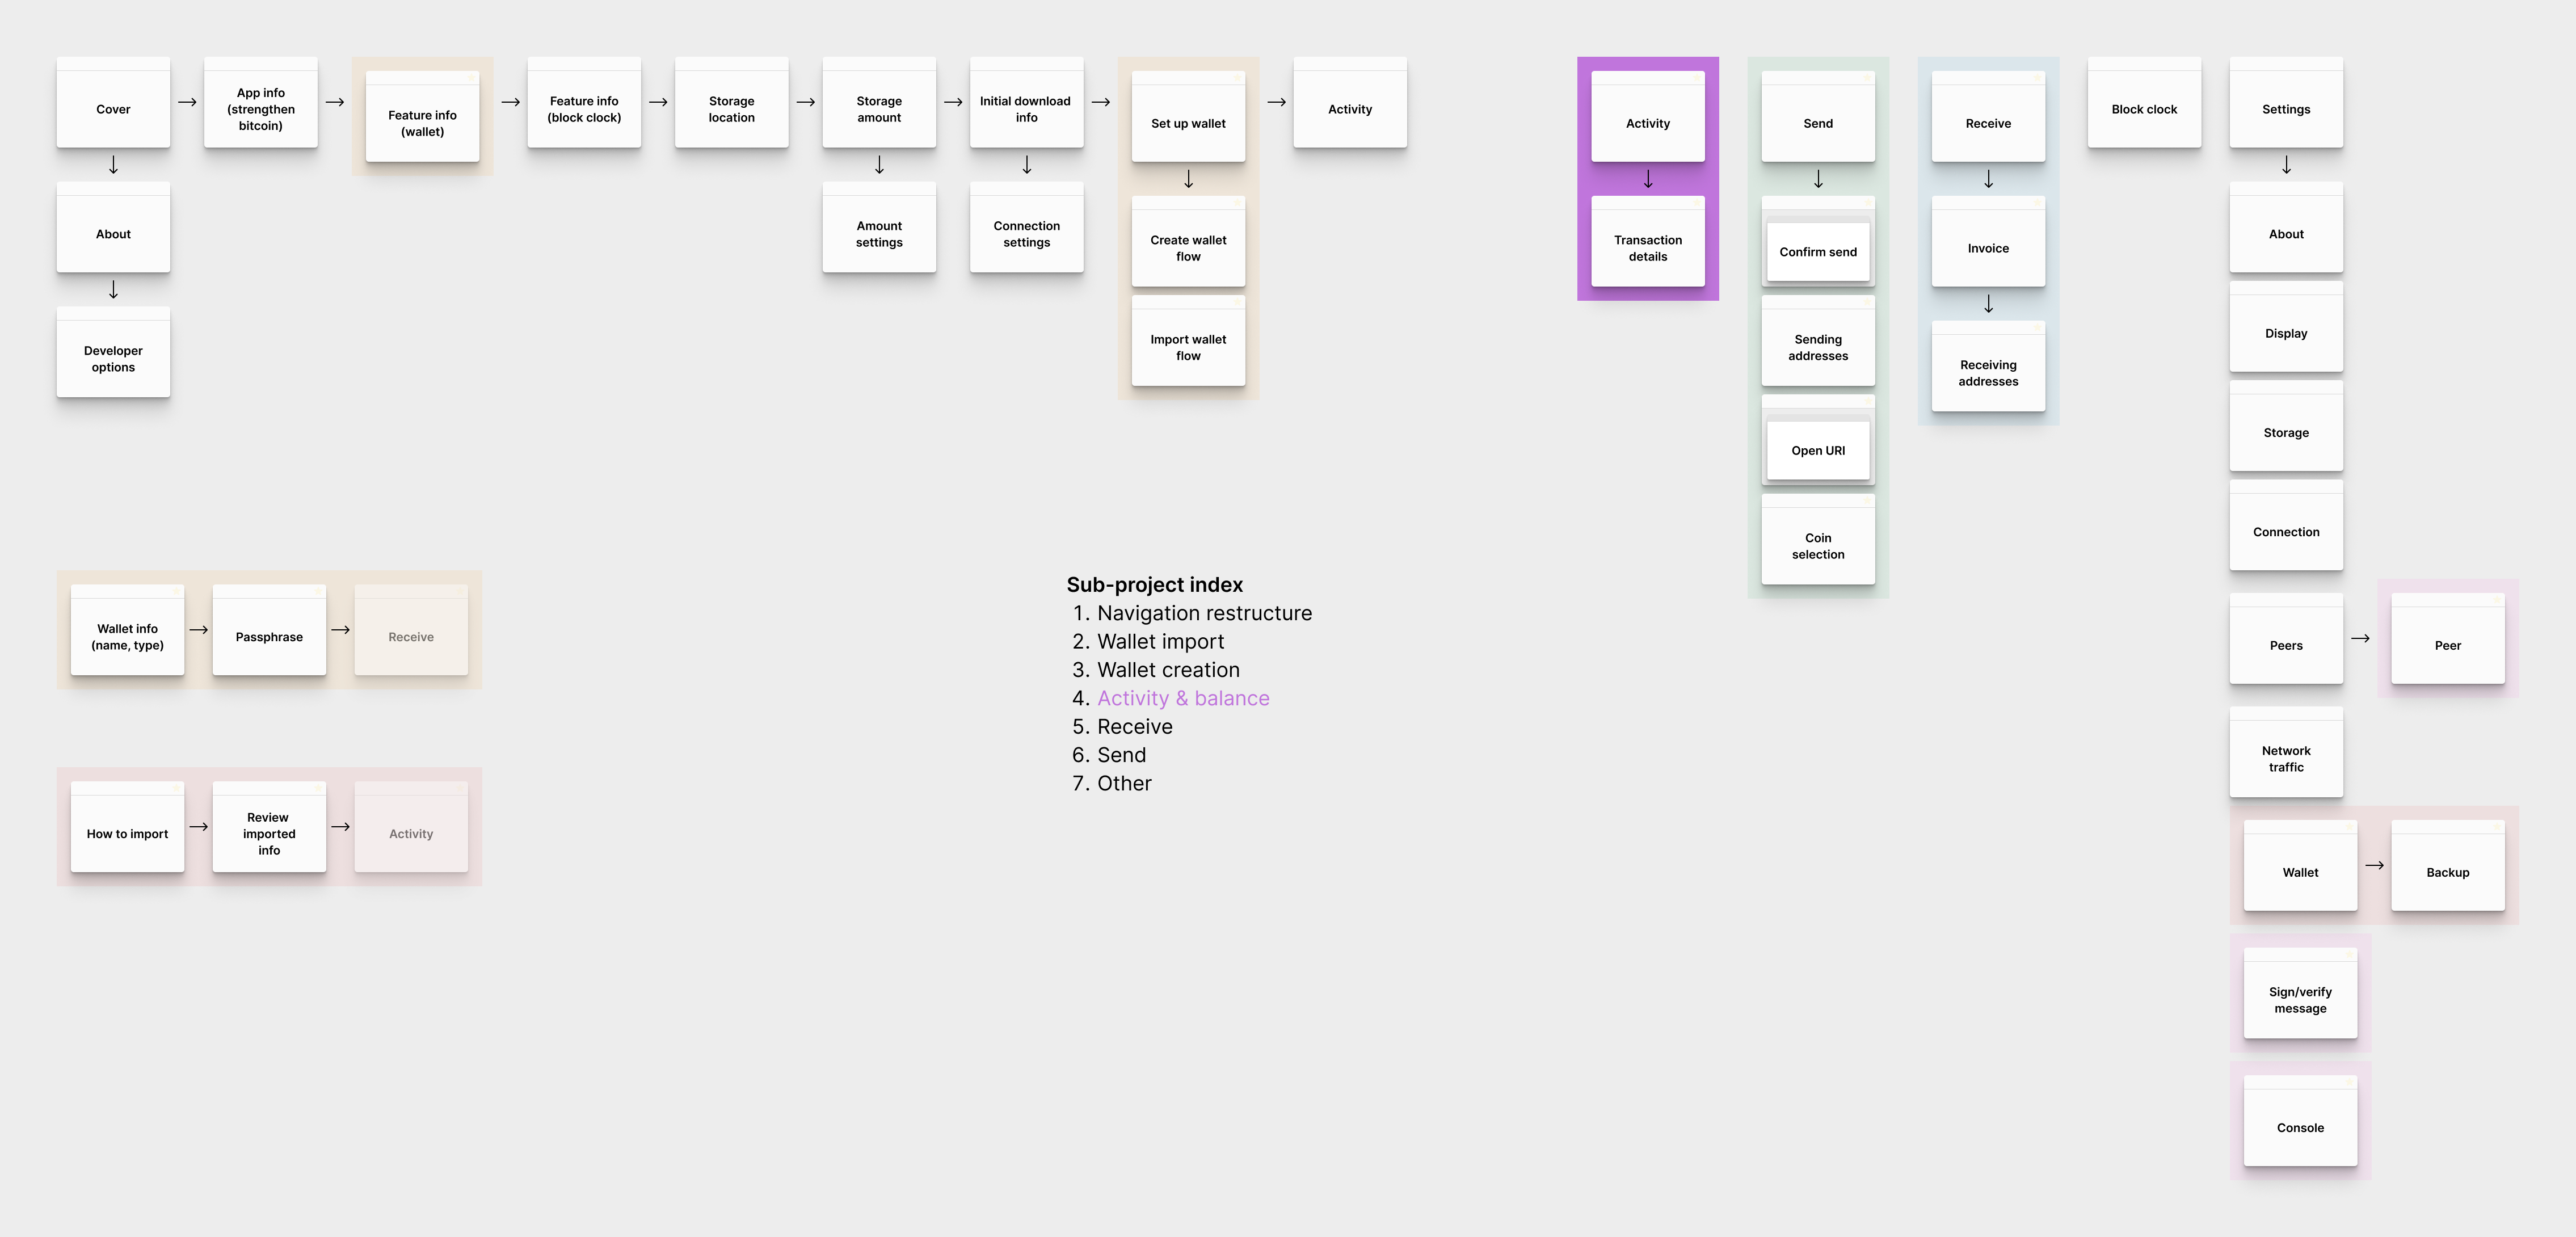 Cover
App info
(strengthen
bitcoin)
Feature info
(wallet)
Feature info
(block clock)
Storage
location
Storage
amount
Initial download
info
Set up wallet
Activity
About
Amount
settings
Connection
settings
Create wallet
flow
Developer
options
Import wallet
flow
Activity
Transaction
details
Send
Confirm send
Sending
addresses
Open URI
Coin
selection
Receive
Invoice
Receiving
addresses
Block clock
Settings
About
Display
Storage
Connection
Peers
Peer
Network
traffic
Wallet
Backup
Sign/verify
message
Console
Wallet info
(name, type)
Passphrase
Receive
How to import
Review
imported
info
Activity
Sub-project index
1. Navigation restructure
2. Wallet import
3. Wallet creation
4. Activity & balance
5. Receive
6. Send
7. Other